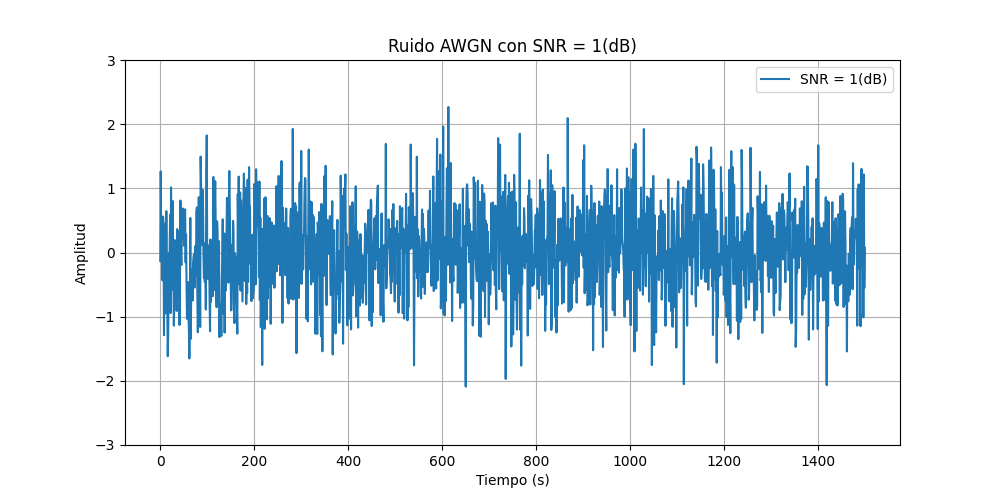 Ruido AWGN con SNR = 1(dB)
SNR = 1(dB)
3
2
1
0
−1
−2
−3
Amplitud
0 200 400 600 800 1000 1200 1400
Tiempo (s)